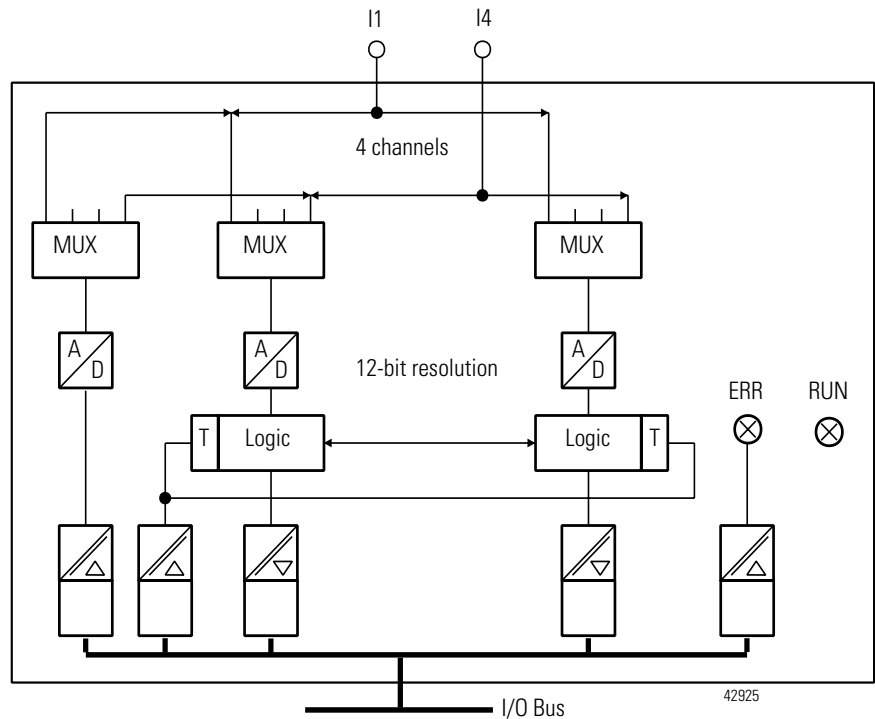 I1 I4
4 channels
MUX MUX MUX
A D A D A D
12-bit resolution
ERR RUN
T Logic Logic T
42925
I/O Bus